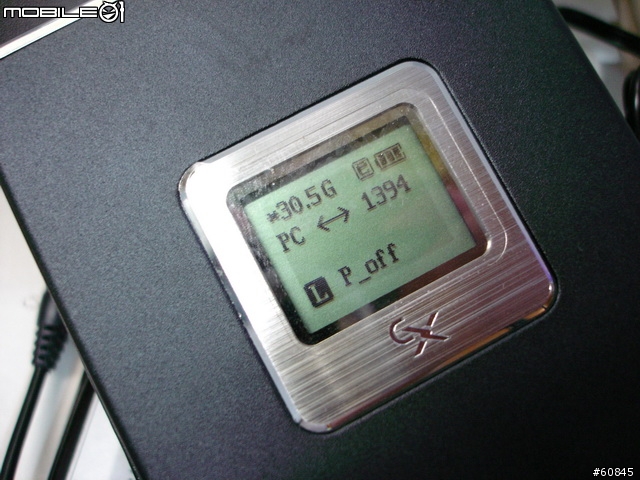 MOBILE01
*30.5G
PC ↔ 1394
L P_off
CX
#60845